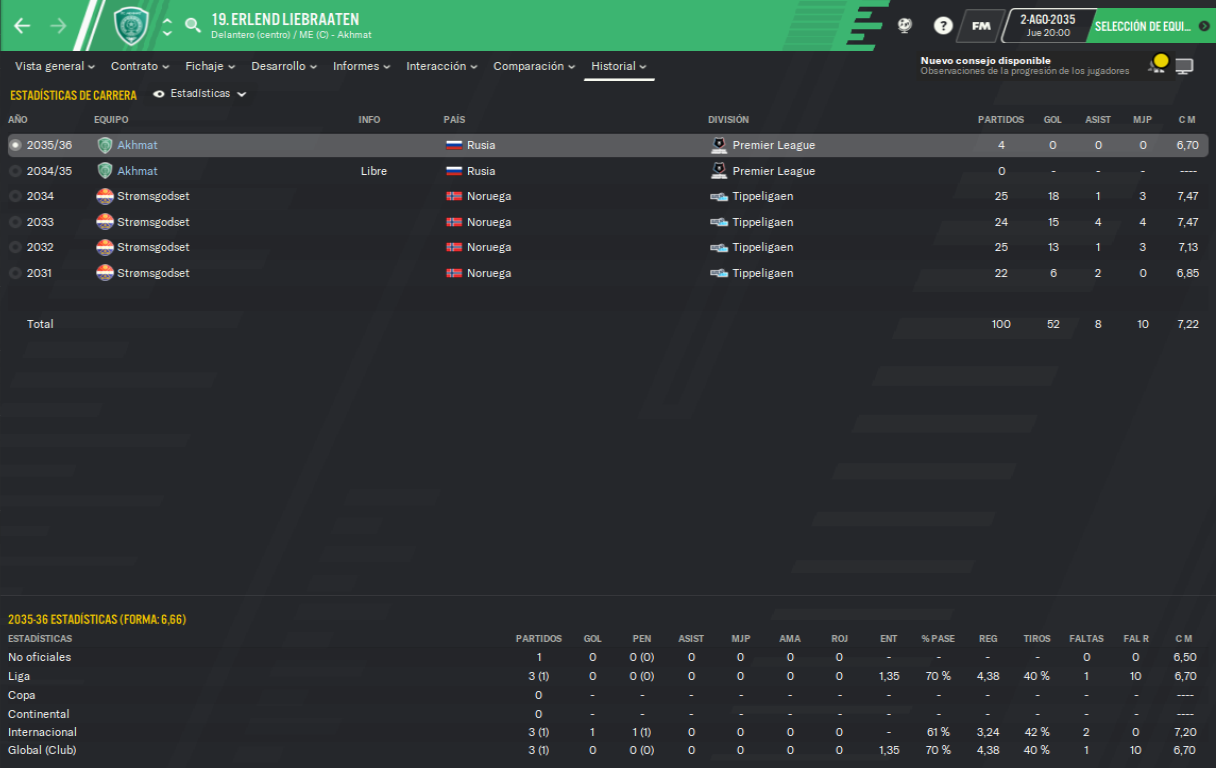 19. ERLEND LIEBRAATEN
Delantero (centro) / ME (C) - Akhmat
?
FM
2-AGO-2035
Jue 20:00
SELECCIÓN DE EQUI...
Vista general Contrato Fichaje Desarrollo Informes Interacción Comparación Historial
Nuevo consejo disponible
Observaciones de la progresión de los jugadores
ESTADÍSTICAS DE CARRERA Estadísticas
AÑO EQUIPO INFO PAÍS DIVISIÓN PARTIDOS GOL ASIST MJP C M
2035/36 Akhmat Rusia Premier League 4 0 0 0 6,70
2034/35 Akhmat Libre Rusia Premier League 0 - - - ----
2034 Strømsgodset Noruega Tippeligaen 25 18 1 3 7,47
2033 Strømsgodset Noruega Tippeligaen 24 15 4 4 7,47
2032 Strømsgodset Noruega Tippeligaen 25 13 1 3 7,13
2031 Strømsgodset Noruega Tippeligaen 22 6 2 0 6,85
Total 100 52 8 10 7,22
2035-36 ESTADÍSTICAS (FORMA: 6,66)
ESTADÍSTICAS PARTIDOS GOL PEN ASIST MJP AMA ROJ ENT % PASE REG TIROS FALTAS FAL R C M
No oficiales 1 0 0 (0) 0 0 0 0 - - - - 0 0 6,50
Liga 3 (1) 0 0 (0) 0 0 0 0 1,35 70 % 4,38 40 % 1 10 6,70
Copa 0 - - - - - - - - - - - - ----
Continental 0 - - - - - - - - - - - - ----
Internacional 3 (1) 1 1 (1) 0 0 0 0 - 61 % 3,24 42 % 2 0 7,20
Global (Club) 3 (1) 0 0 (0) 0 0 0 0 1,35 70 % 4,38 40 % 1 10 6,70